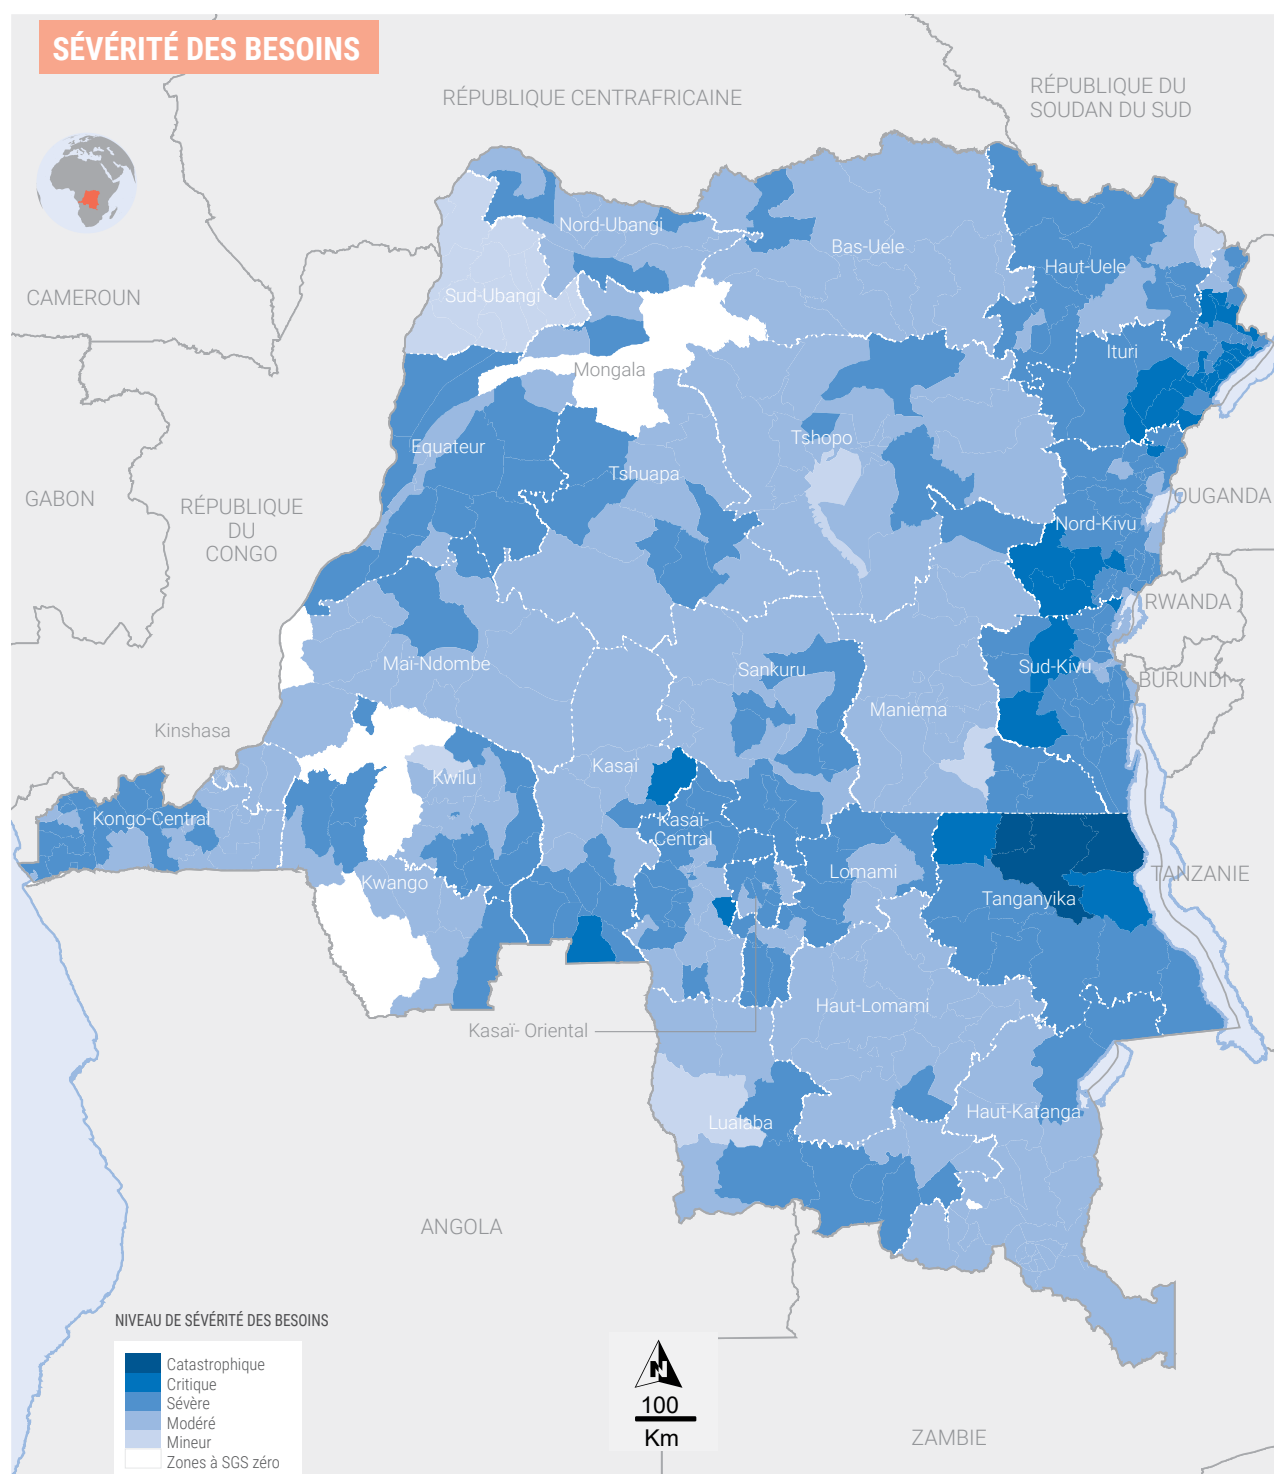 SÉVÉRITÉ DES BESOINS
RÉPUBLIQUE CENTRAFRICAINE
RÉPUBLIQUE DU
SOUDAN DU SUD
CAMEROUN
Nord-Ubangi
Bas-Uele
Haut-Uele
Sud-Ubangi
Ituri
Mongala
Equateur
Tshopo
Tshuapa
GABON
RÉPUBLIQUE
DU
CONGO
OUGANDA
Nord-Kivu
RWANDA
Maï-Ndombe
Sankuru
Sud-Kivu
BURUNDI
Maniema
Kinshasa
Kasaï
Kwilu
Kongo-Central
Kasaï-
Central
Lomami
TANZANIE
Kwango
Tanganyika
Haut-Lomami
Kasaï- Oriental
Haut-Katanga
Lualaba
ANGOLA
NIVEAU DE SÉVÉRITÉ DES BESOINS
Catastrophique
Critique
Sévère
Modéré
Mineur
Zones à SGS zéro
N
100
Km
ZAMBIE